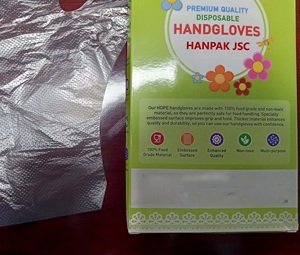 PREMIUM QUALITY
DISPOSABLE
HANDGLOVES
HANPAK JSC
Our HDPE handgloves are made with 100% food grade and non-toxic
material, so they are perfectly safe for food handling. Specially
embossed surface improves grip and hold. Thicker material enhances
quality and durability, so you can use our handgloves with confidence.
100% Food Embossed Enhanced Non-toxic Multi-purpose
Grade Material Surface Quality